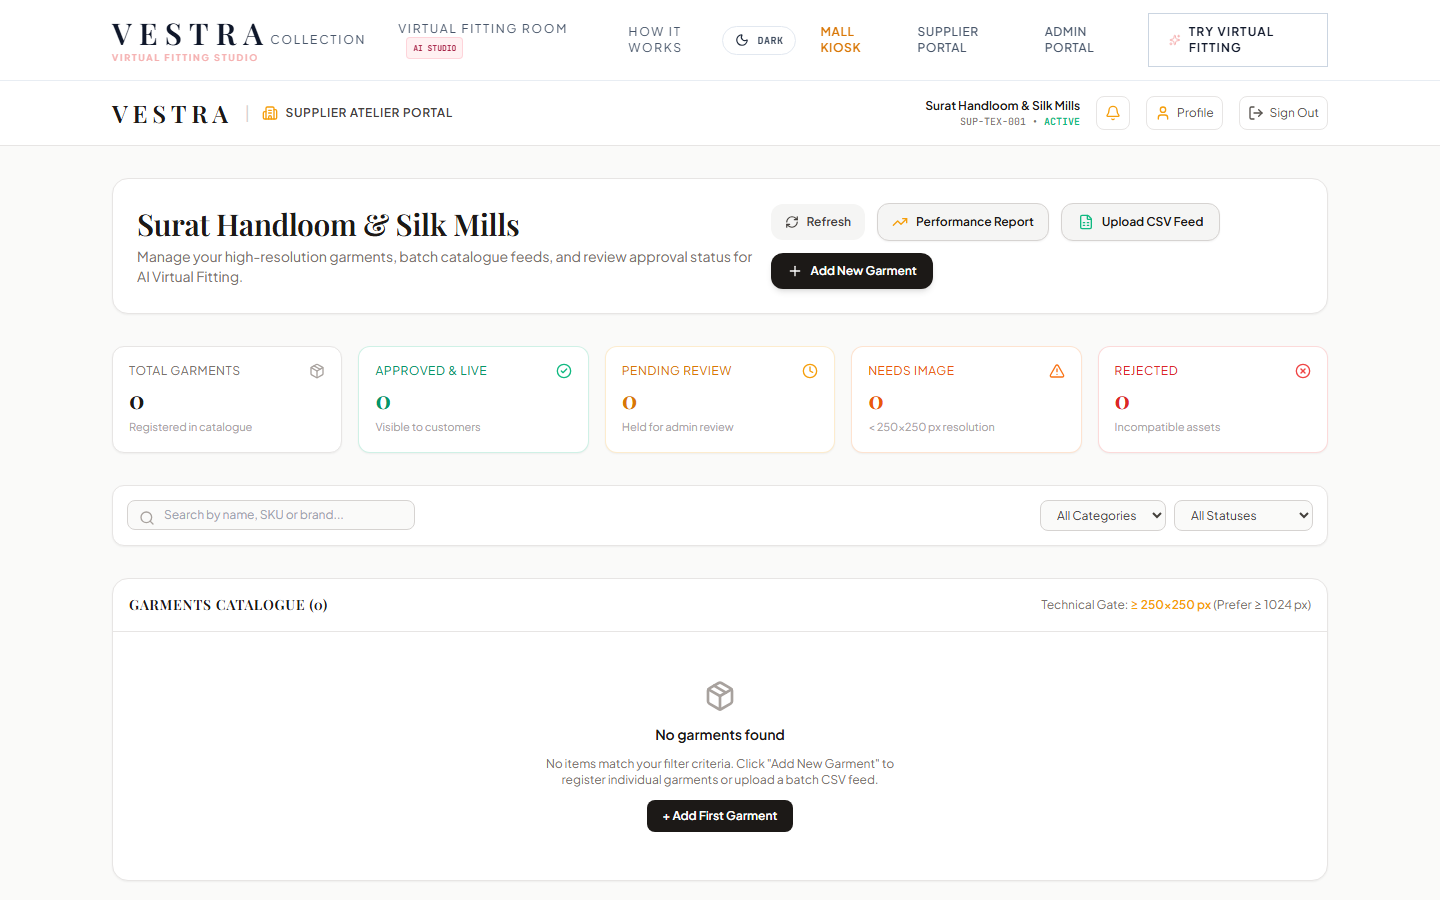 VESTRA
VIRTUAL FITTING STUDIO
COLLECTION
VIRTUAL FITTING ROOM
AI STUDIO
HOW IT
WORKS
DARK
MALL
KIOSK
SUPPLIER
PORTAL
ADMIN
PORTAL
TRY VIRTUAL
FITTING
VESTRA
SUPPLIER ATELIER PORTAL
Surat Handloom & Silk Mills
SUP-TEX-001 • ACTIVE
Profile
Sign Out
Surat Handloom & Silk Mills
Manage your high-resolution garments, batch catalogue feeds, and review approval status for
AI Virtual Fitting.
Refresh
Performance Report
Upload CSV Feed
Add New Garment
TOTAL GARMENTS
0
Registered in catalogue
APPROVED & LIVE
0
Visible to customers
PENDING REVIEW
0
Held for admin review
NEEDS IMAGE
0
< 250×250 px resolution
REJECTED
0
Incompatible assets
Search by name, SKU or brand...
All Categories
All Statuses
GARMENTS CATALOGUE (0)
Technical Gate: ≥ 250×250 px (Prefer ≥ 1024 px)
No garments found
No items match your filter criteria. Click "Add New Garment" to
register individual garments or upload a batch CSV feed.
+ Add First Garment